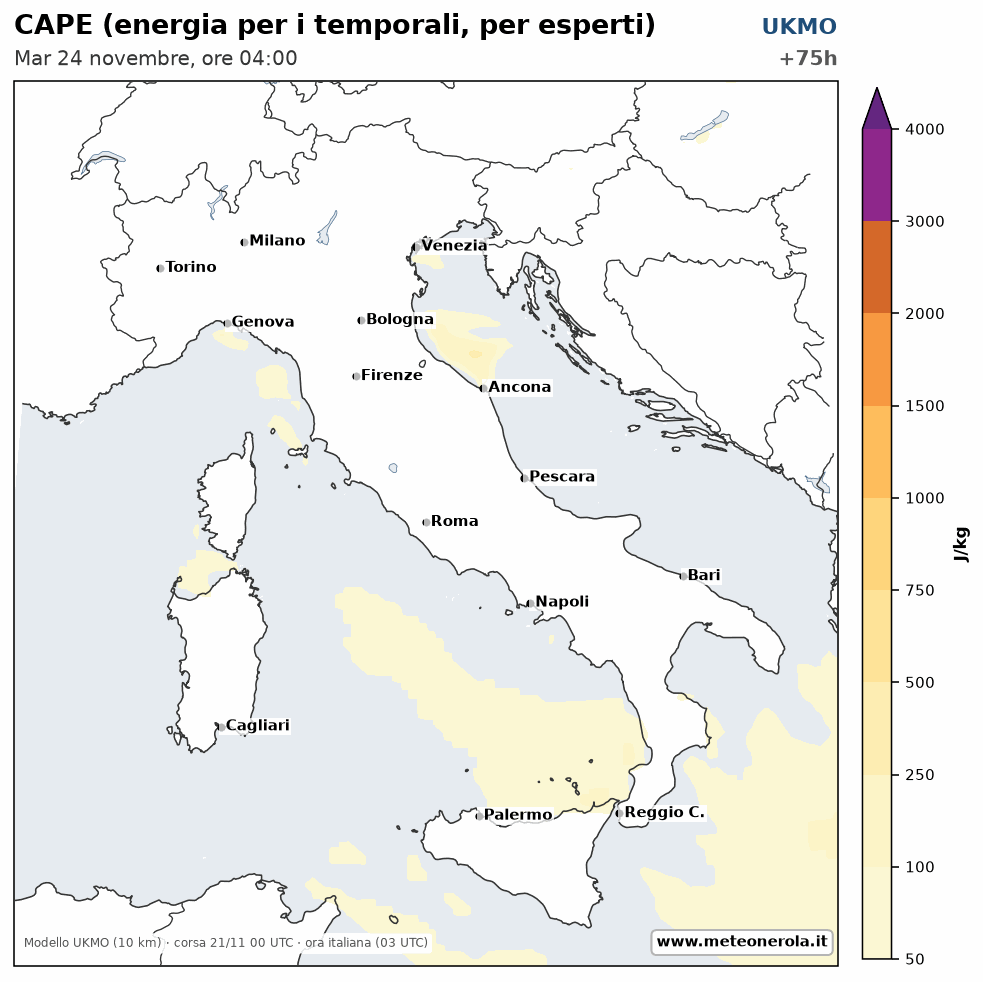 CAPE (energia per i temporali, per esperti)
UKMO
Mar 24 novembre, ore 04:00
+75h
4000
3000
2000
1500
1000
750
500
250
100
50
J/kg
Milano
Venezia
Torino
Genova
Bologna
Firenze
Ancona
Pescara
Roma
Bari
Napoli
Cagliari
Palermo
Reggio C.
Modello UKMO (10 km) · corsa 21/11 00 UTC · ora italiana (03 UTC)
www.meteonerola.it